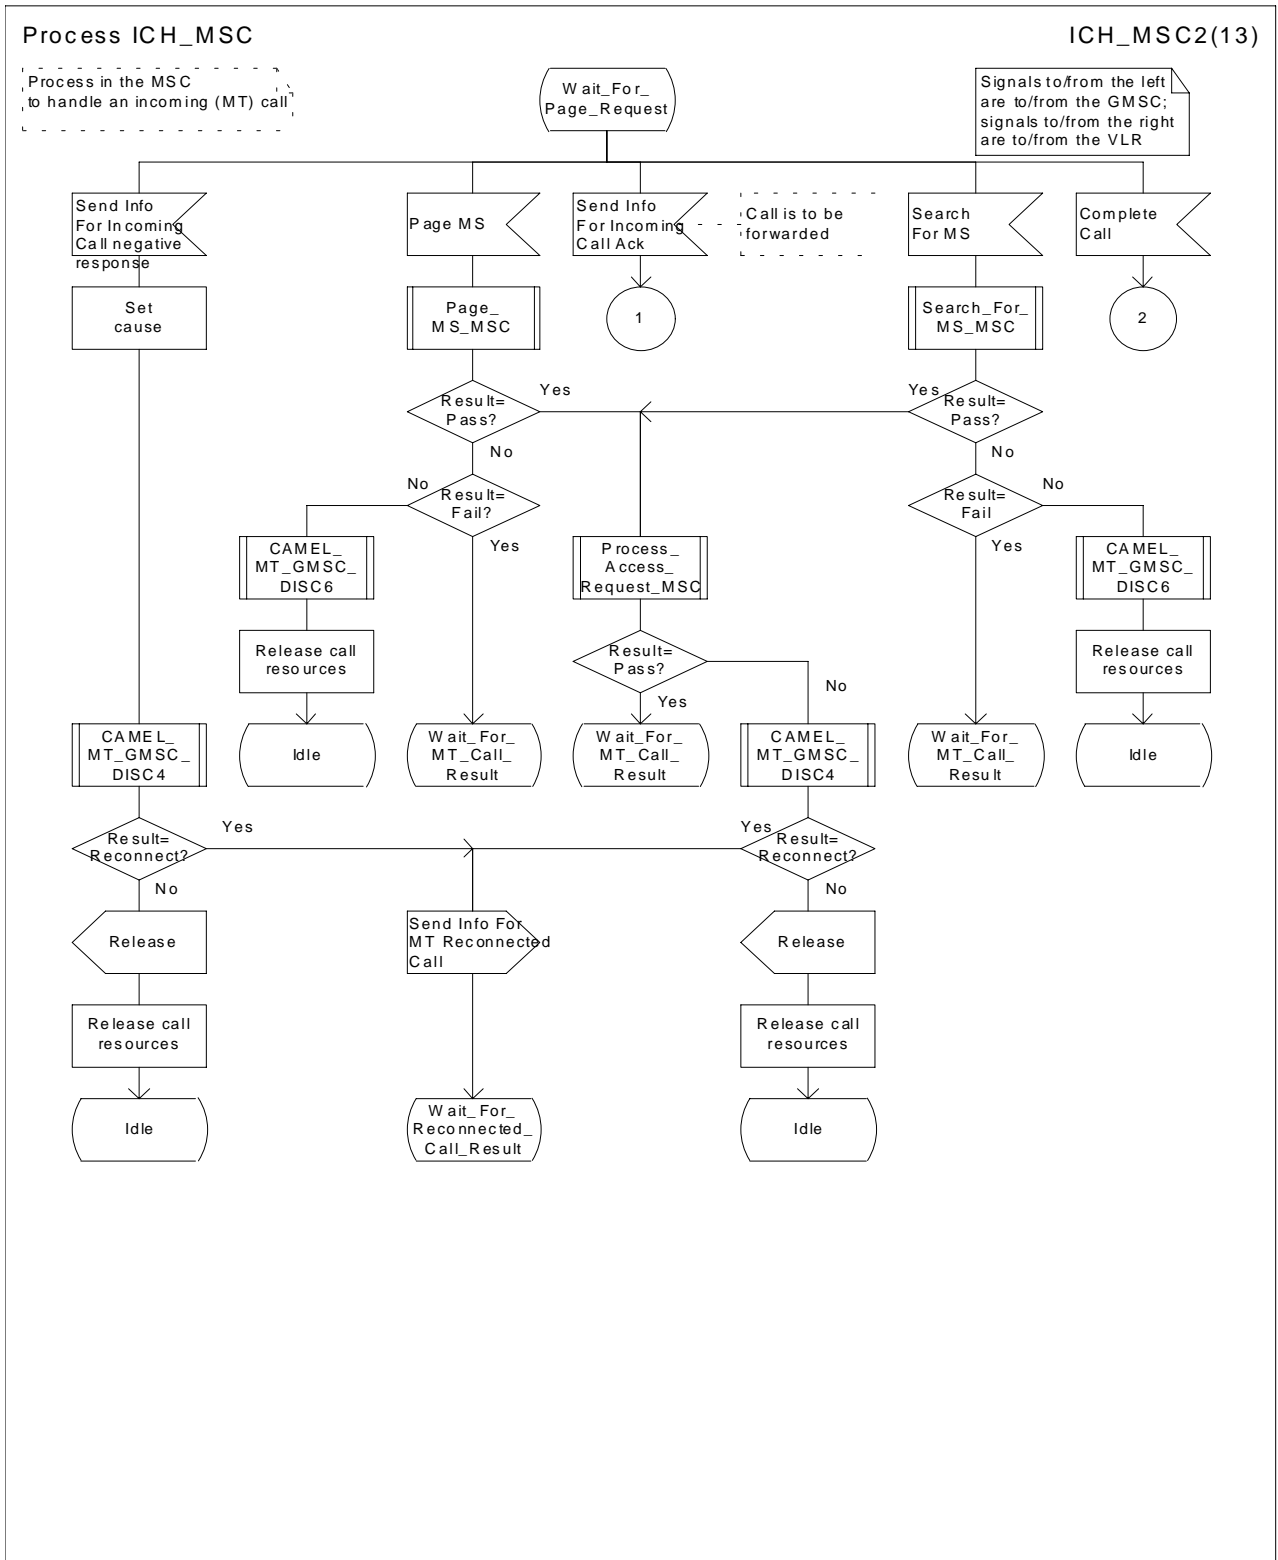 Process ICH_MSC
ICH_MSC2(13)
Process in the MSC
to handle an incoming (MT) call
Wait_For_
Page_Request
Signals to/from the left
are to/from the GMSC;
signals to/from the right
are to/from the VLR
Send Info
For Incoming
Call negative
response
Page MS
Send Info
For Incoming
Call Ack
Call is to be
forwarded
Search
For MS
Complete
Call
Set
cause
Page_
MS_MSC
1
Search_For_
MS_MSC
2
Result=
Pass?
Yes
No
Yes
Result=
Pass?
No
No
Result=
Fail?
Yes
Result=
Fail
No
Yes
CAMEL_
MT_GMSC_
DISC6
Process_
Access_
Request_MSC
CAMEL_
MT_GMSC_
DISC6
Release call
resources
Result=
Pass?
No
Yes
Release call
resources
CAMEL_
MT_GMSC_
DISC4
Idle
Wait_For_
MT_Call_
Result
Wait_For_
MT_Call_
Result
CAMEL_
MT_GMSC_
DISC4
Wait_For_
MT_Call_
Result
Idle
Result=
Reconnect?
Yes
No
Yes
Result=
Reconnect?
No
Release
Send Info For
MT Reconnected
Call
Release
Release call
resources
Release call
resources
Idle
Wait_For_
Reconnected_
Call_Result
Idle